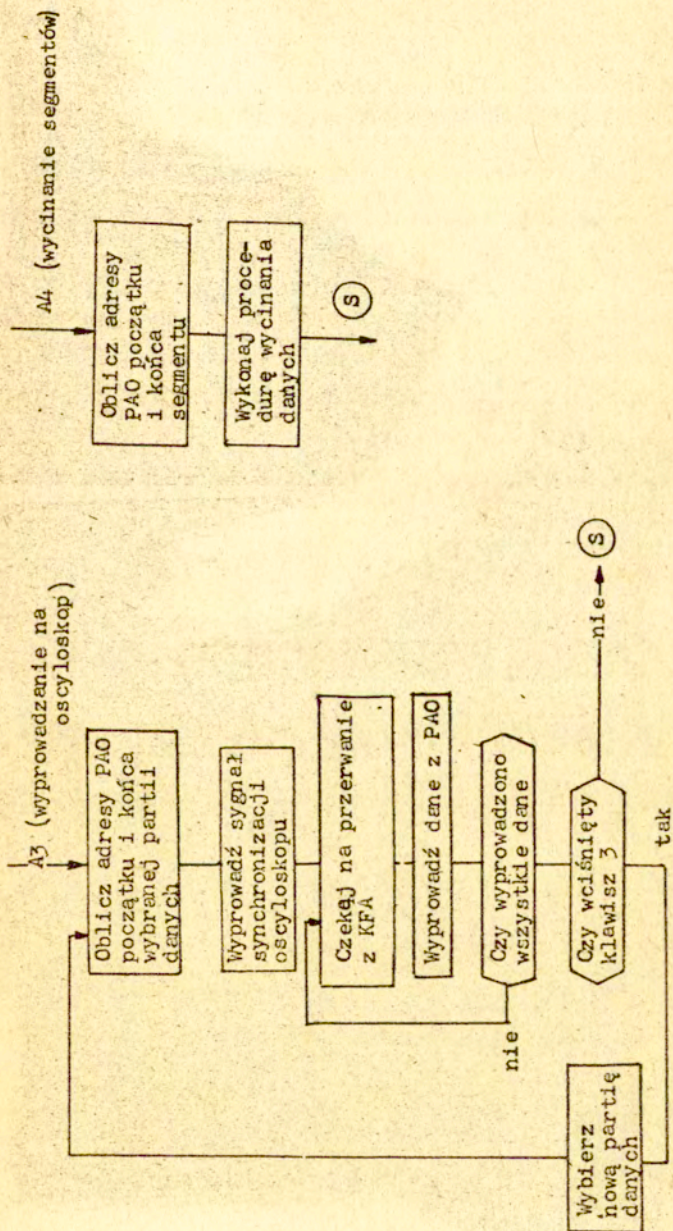 A3 (wyprowadzanie na
oscyloskop)
Oblicz adresy PAO
początku i końca
wybranej partii
danych
Wyprowadź sygnał
synchronizacji
oscyloskopu
Czekaj na przerwanie
z KFA
Wyprowadź dane z PAO
Czy wyprowadzono
wszystkie dane
nie
Czy wciśnięty
klawisz 3
nie
S
tak
Wybierz
nową partię
danych
A4 (wycinanie segmentów)
Oblicz adresy
PAO początku
i końca
segmentu
Wykonaj proce-
durę wycinania
danych
S